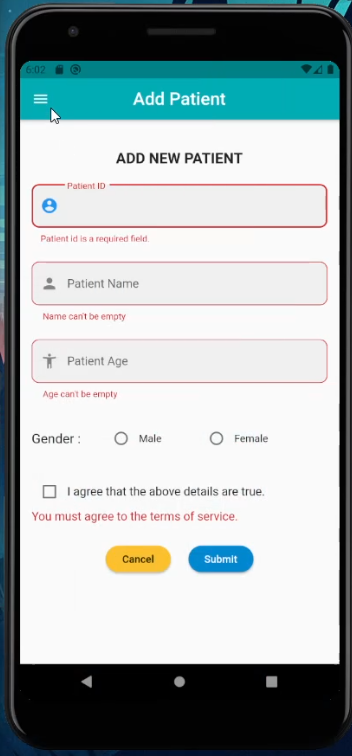 6:02
Add Patient
ADD NEW PATIENT
Patient ID
Patient id is a required field.
Patient Name
Name can't be empty
Patient Age
Age can't be empty
Gender : Male Female
I agree that the above details are true.
You must agree to the terms of service.
Cancel Submit